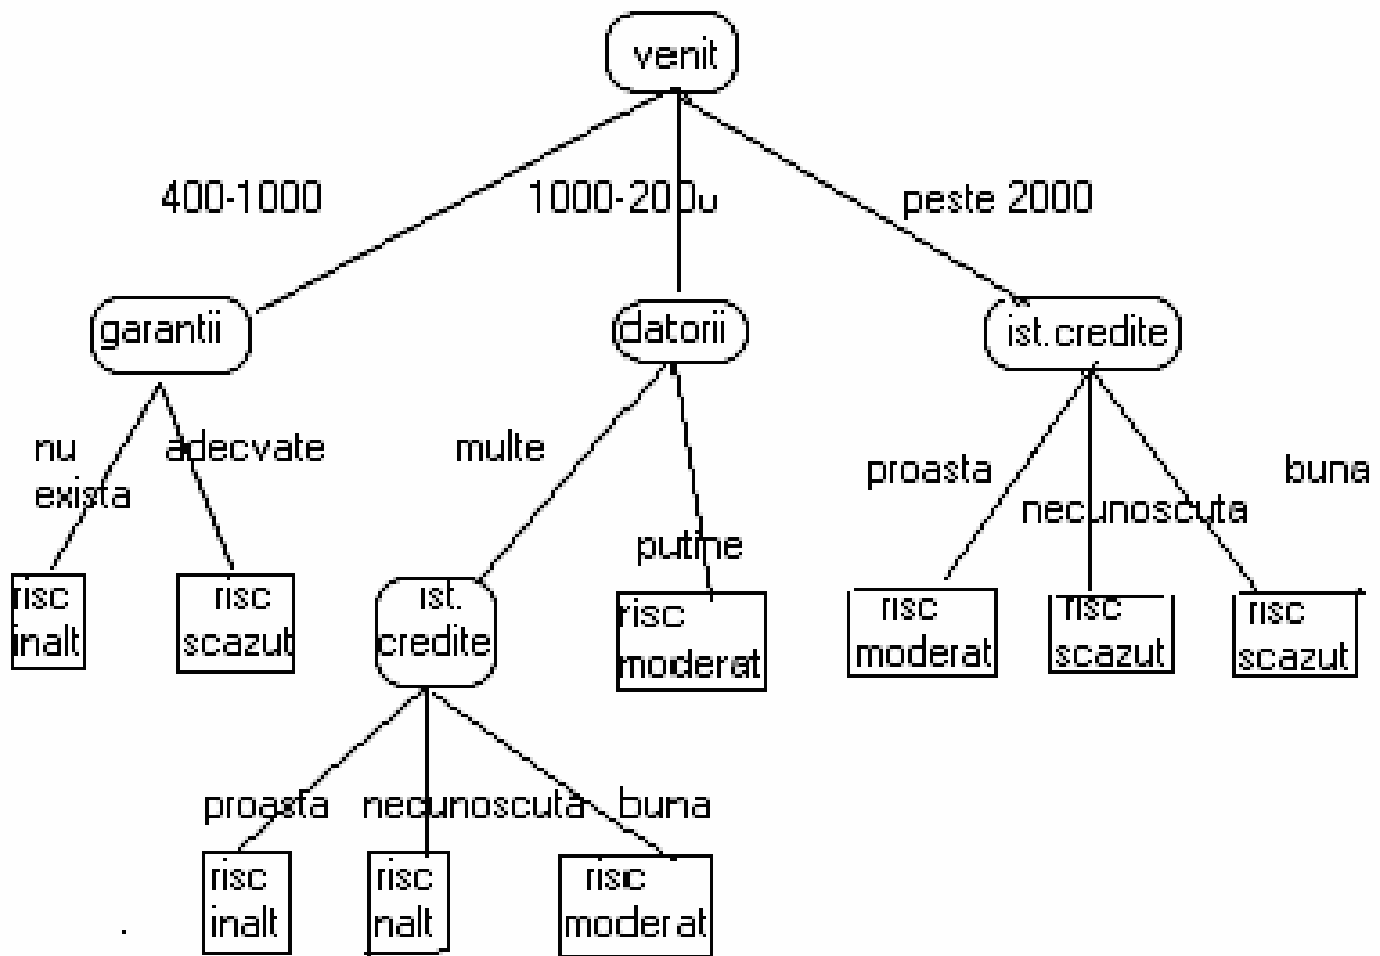 venit
400-1000
1000-200u
peste 2000
garantii
datorii
ist. credite
nu
exista
adecvate
multe
putine
proasta
necunoscuta
buna
risc
inalt
risc
scazut
ist.
credite
risc
moderat
risc
moderat
risc
scazut
risc
scazut
proasta
necunoscuta
buna
risc
inalt
risc
nalt
risc
moderat